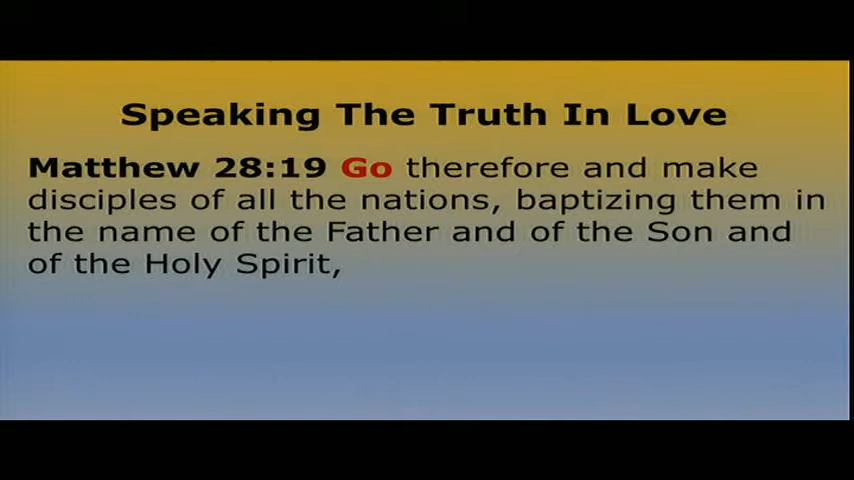 Speaking The Truth In Love
Matthew 28:19 Go therefore and make
disciples of all the nations, baptizing them in
the name of the Father and of the Son and
of the Holy Spirit,